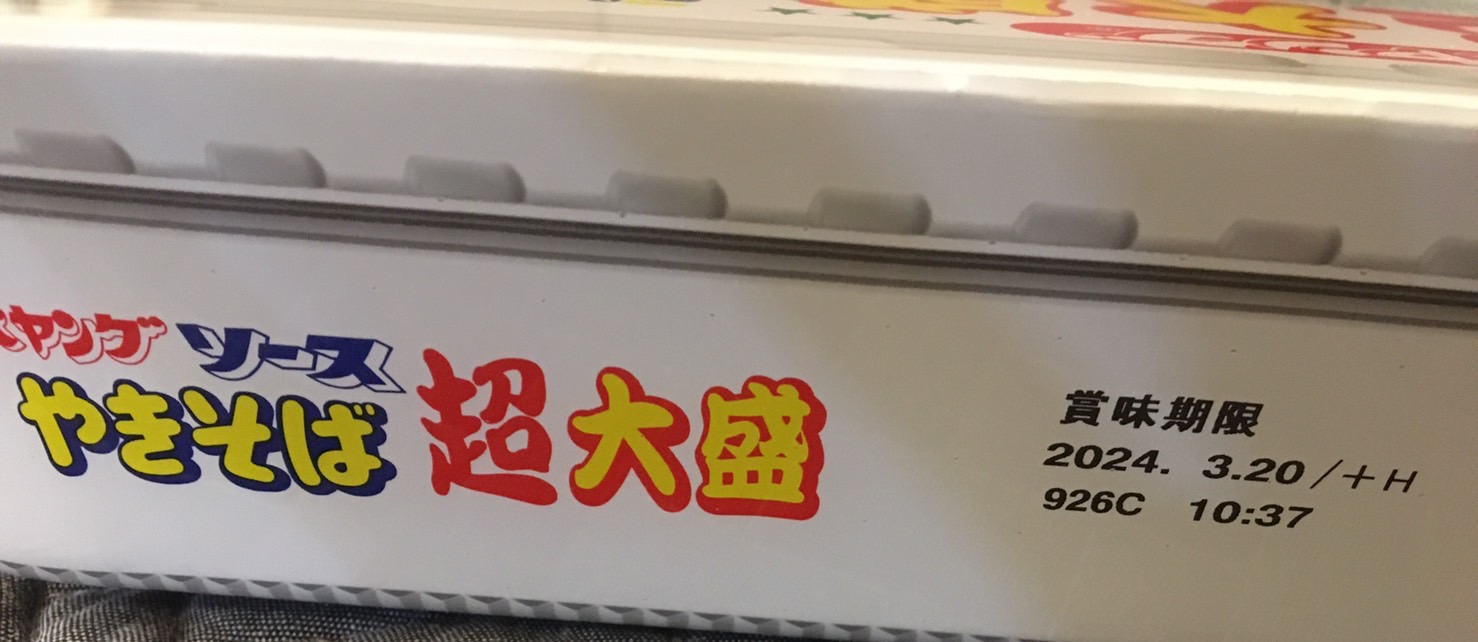 ヤング ソース
やきそば 超大盛
賞味期限
2024. 3.20/+H
926C 10:37